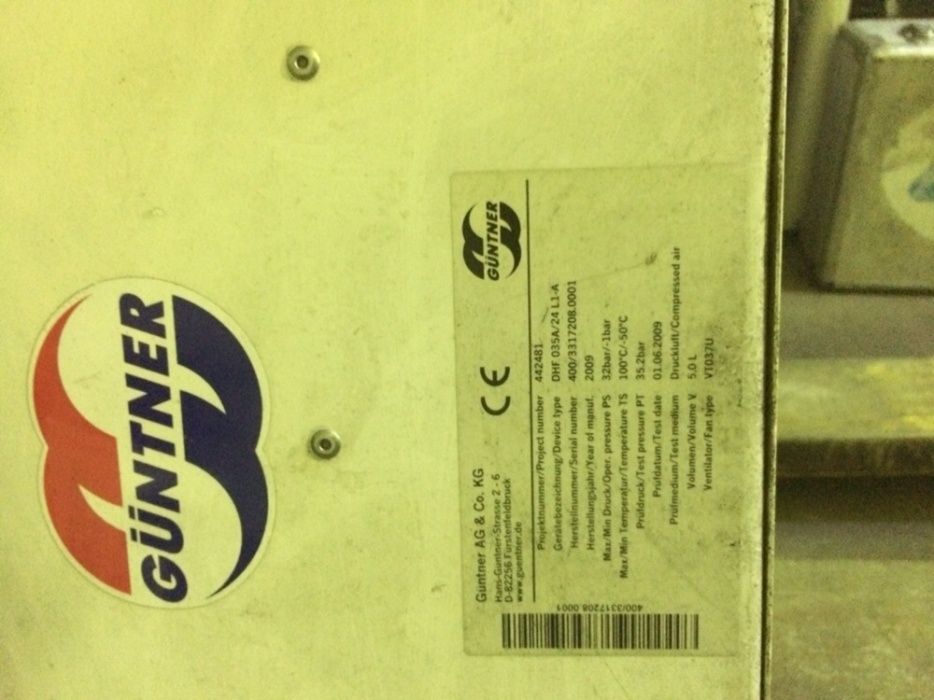 GÜNTNER
GÜNTNER
CE
Güntner AG & Co. KG
Hans-Güntner-Strasse 2 - 6
D-82256 Fürstenfeldbruck
www.guentner.de
Projektnummer/Project number 442481
Gerätebezeichnung/Device type DHF 035A/24 L1-A
Herstellnummer/Serial number 400/3317208.0001
Herstellungsjahr/Year of manuf. 2009
Max/Min Druck/Oper. pressure PS 32bar/-1bar
Max/Min Temperatur/Temperature TS 100°C/-50°C
Prüfdruck/Test pressure PT 35.2bar
Prüfdatum/Test date 01.06.2009
Prüfmedium/Test medium Druckluft/Compressed air
Volumen/Volume V 5,0 L
Ventilator/Fan type VT037U
400/3317208.0001